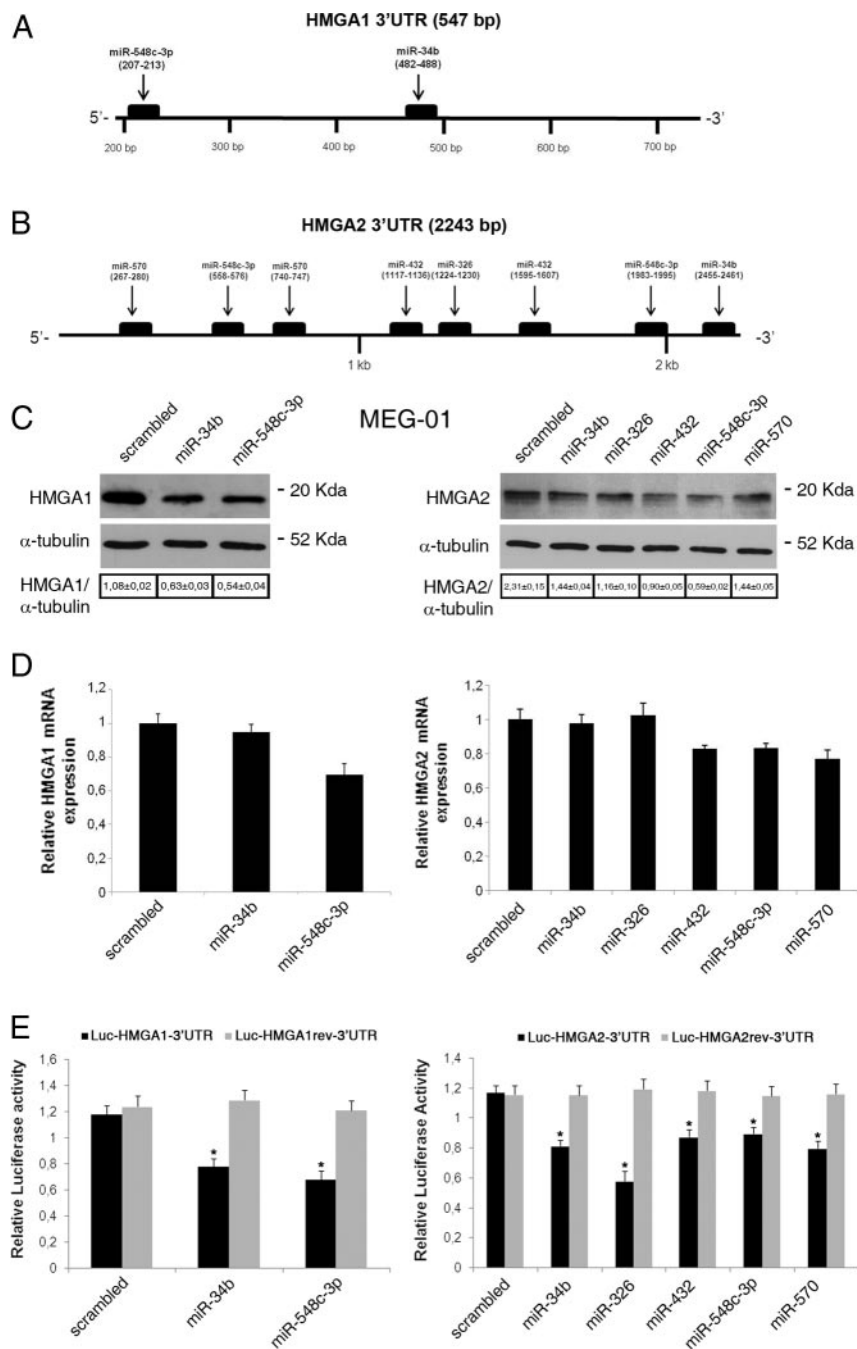 A
HMGA1 3'UTR (547 bp)
miR-548c-3p
(207-213)
miR-34b
(482-488)
5'-
-3'
200 bp
300 bp
400 bp
500 bp
600 bp
700 bp
B
HMGA2 3'UTR (2243 bp)
miR-570
(267-280)
miR-548c-3p
(558-576)
miR-570
(740-747)
miR-432
(1117-1136)
miR-326
(1224-1230)
miR-432
(1595-1607)
miR-548c-3p
(1983-1995)
miR-34b
(2455-2461)
5'-
-3'
1 kb
2 kb
C
MEG-01
scrambled
miR-34b
miR-548c-3p
HMGA1
- 20 Kda
α-tubulin
- 52 Kda
HMGA1/
α-tubulin
1,08±0,02 0,63±0,03 0,54±0,04
scrambled
miR-34b
miR-326
miR-432
miR-548c-3p
miR-570
HMGA2
- 20 Kda
α-tubulin
- 52 Kda
HMGA2/
α-tubulin
2,31±0,15 1,44±0,04 1,16±0,10 0,90±0,05 0,59±0,02 1,44±0,05
D
Relative HMGA1 mRNA
expression
1,2
1
0,8
0,6
0,4
0,2
0
scrambled
miR-34b
miR-548c-3p
Relative HMGA2 mRNA
expression
1,2
1
0,8
0,6
0,4
0,2
0
scrambled
miR-34b
miR-326
miR-432
miR-548c-3p
miR-570
E
Luc-HMGA1-3'UTR
Luc-HMGA1rev-3'UTR
Relative Luciferase activity
1,6
1,4
1,2
1
0,8
0,6
0,4
0,2
0
*
*
scrambled
miR-34b
miR-548c-3p
Luc-HMGA2-3'UTR
Luc-HMGA2rev-3'UTR
Relative Luciferase Activity
1,4
1,2
1
0,8
0,6
0,4
0,2
0
*
*
*
*
*
scrambled
miR-34b
miR-326
miR-432
miR-548c-3p
miR-570